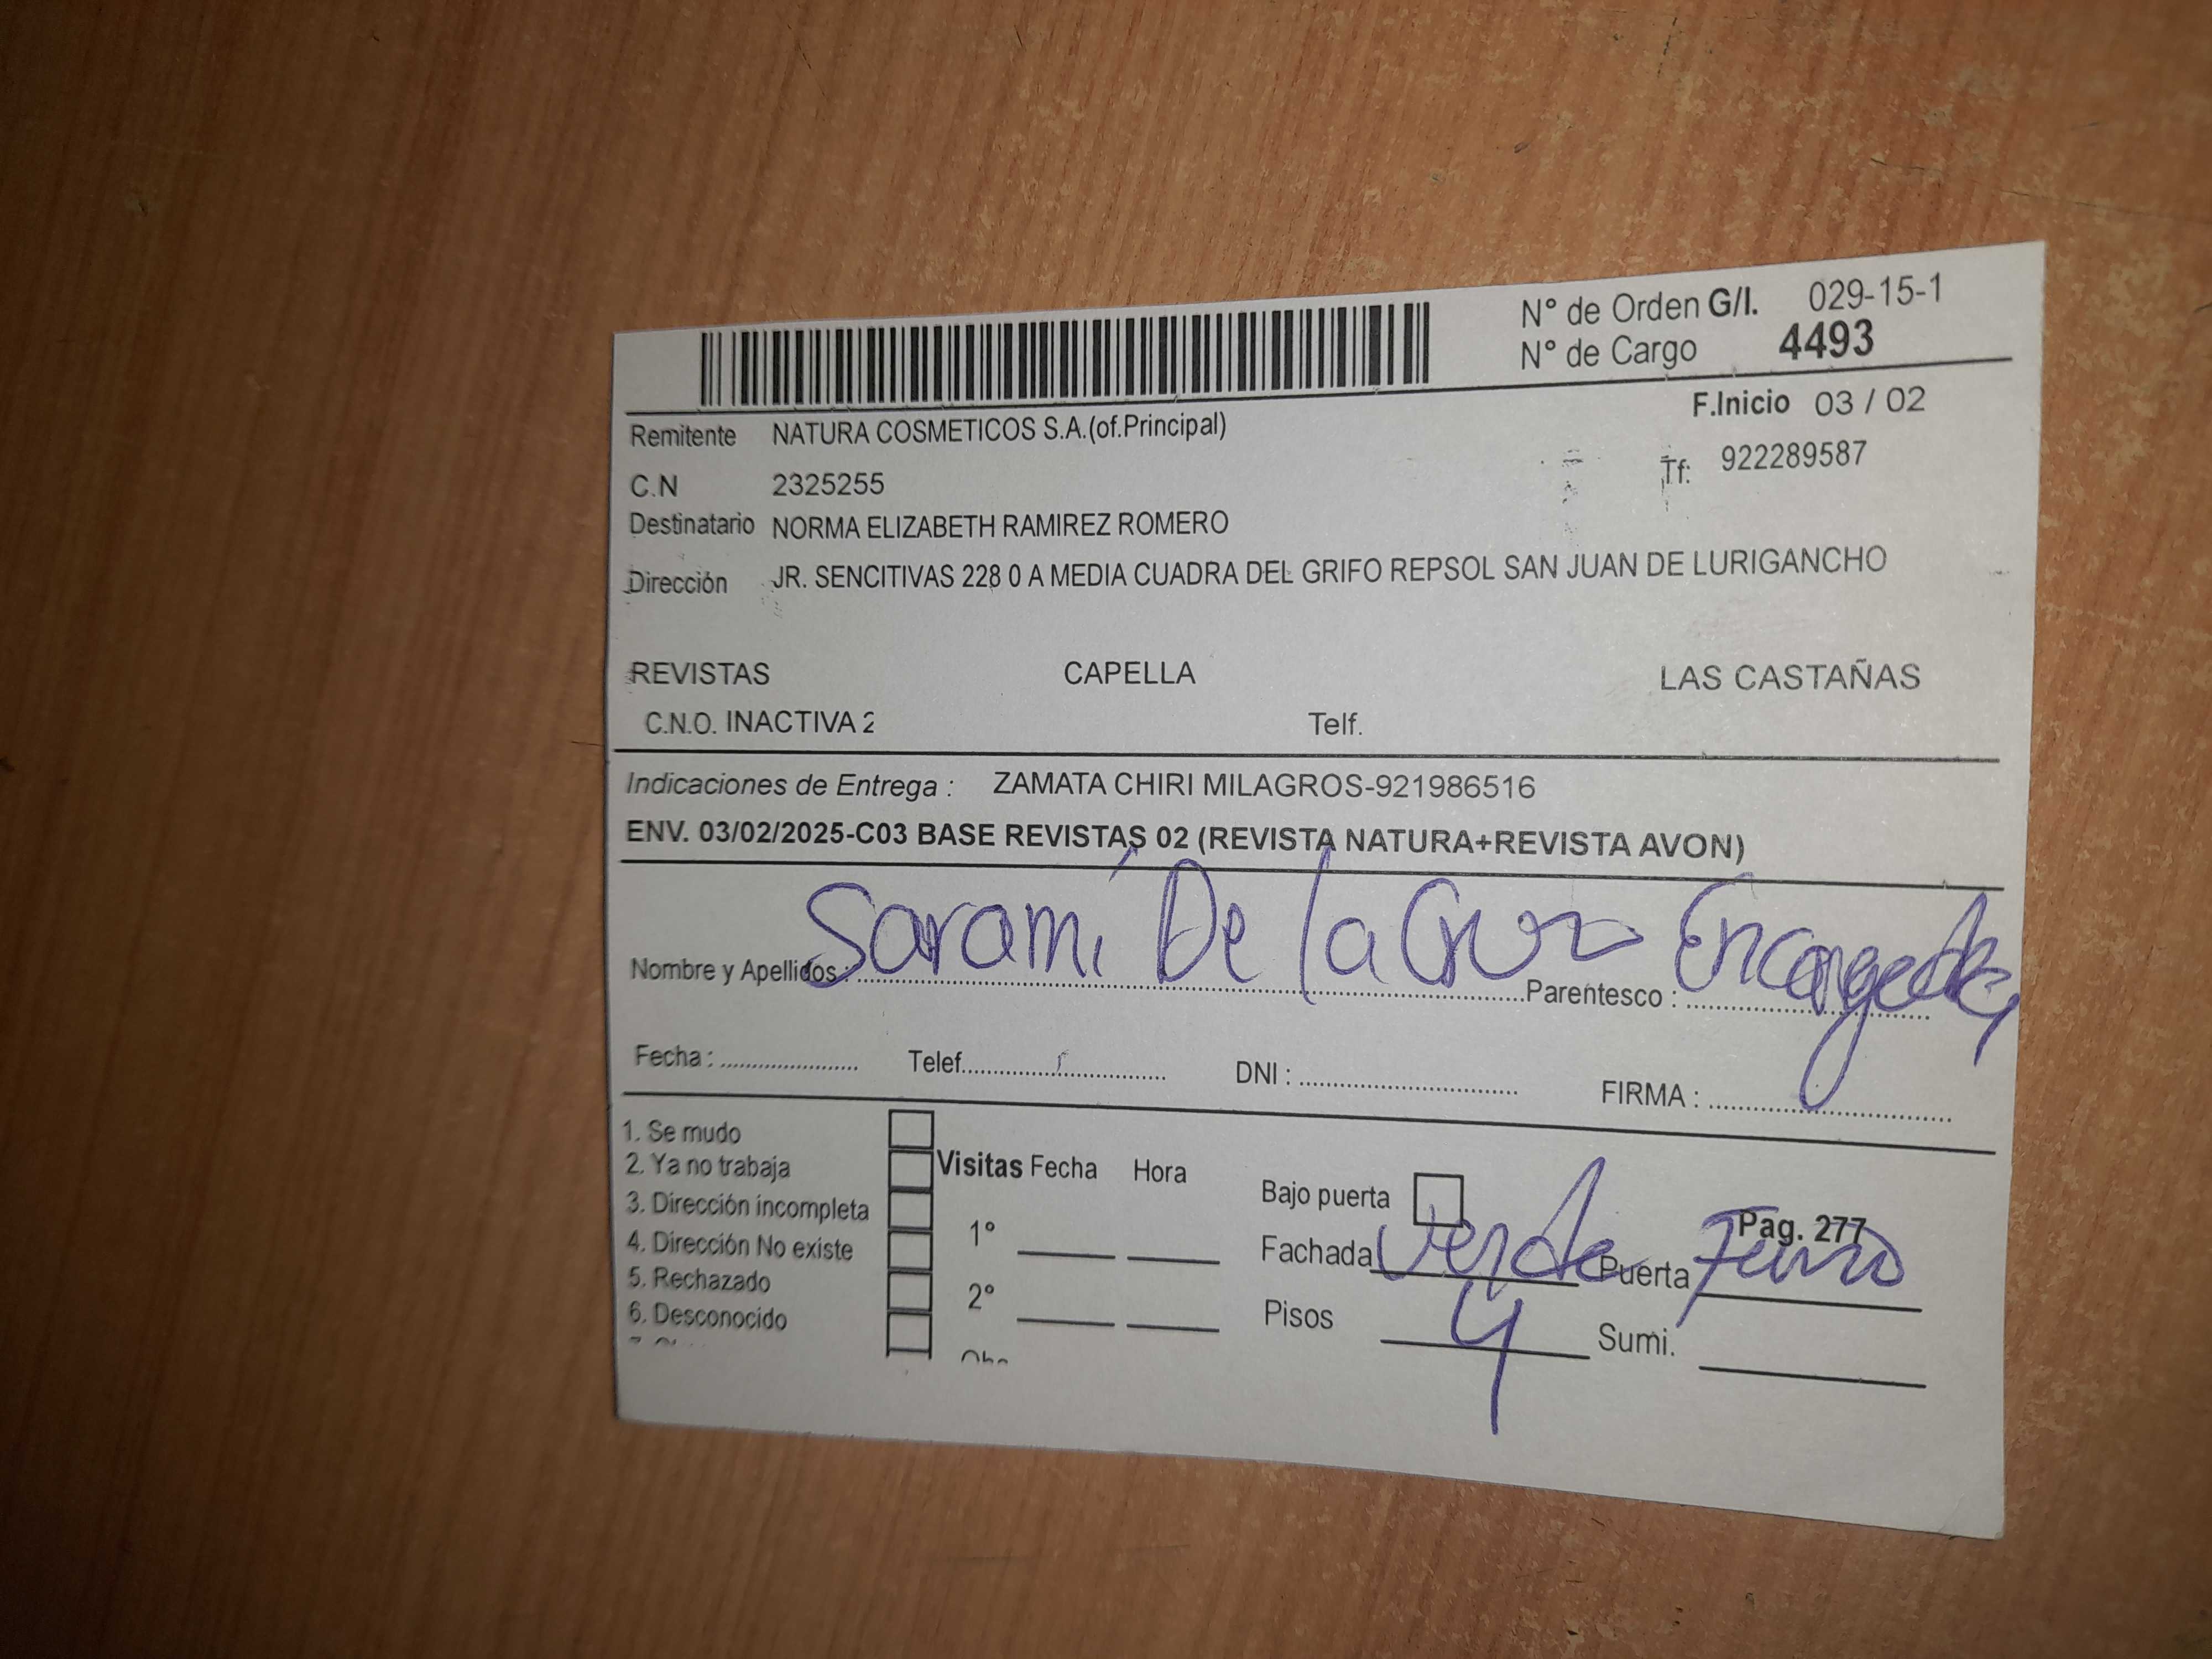 N° de Orden G/I. 029-15-1
N° de Cargo 4493
F.Inicio 03 / 02
Remitente NATURA COSMETICOS S.A.(of.Principal)
Tf: 922289587
C.N 2325255
Destinatario NORMA ELIZABETH RAMIREZ ROMERO
Dirección JR. SENCITIVAS 228 0 A MEDIA CUADRA DEL GRIFO REPSOL SAN JUAN DE LURIGANCHO
REVISTAS CAPELLA LAS CASTAÑAS
C.N.O. INACTIVA 2 Telf.
Indicaciones de Entrega : ZAMATA CHIRI MILAGROS-921986516
ENV. 03/02/2025-C03 BASE REVISTAS 02 (REVISTA NATURA+REVISTA AVON)
Nombre y Apellidos : Saramí De la Cruz Parentesco : Encargada
Fecha : Telef. DNI : FIRMA :
1. Se mudo
2. Ya no trabaja
3. Dirección incompleta
4. Dirección No existe
5. Rechazado
6. Desconocido
Visitas Fecha Hora
1°
2°
Bajo puerta Pag. 277
Fachada Verde Puerta Fierro
Pisos 4 Sumi.